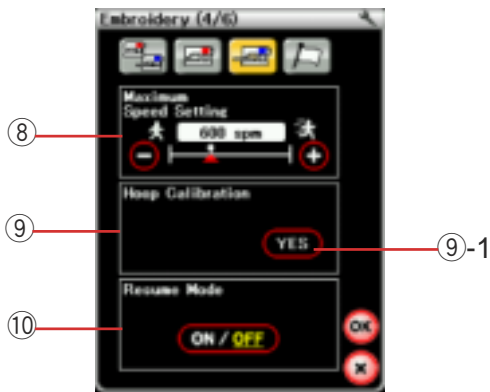 Embroidery (4/6)
Maximum
Speed Setting
600 spm
⑧
Hoop Calibration
⑨
YES
⑨-1
Resume Mode
⑩
ON / OFF
OK
X